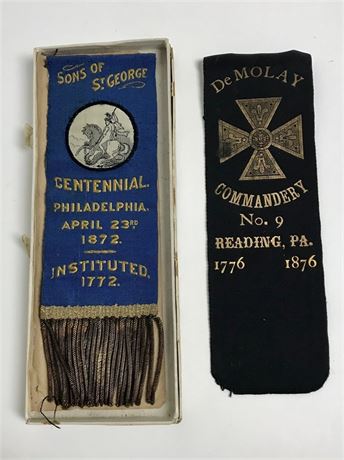 SONS OF
ST GEORGE
CENTENNIAL.
PHILADELPHIA.
APRIL 23RD
1872.
INSTITUTED.
1772.
DeMOLAY
COMMANDERY
No. 9
READING, PA.
1776 1876